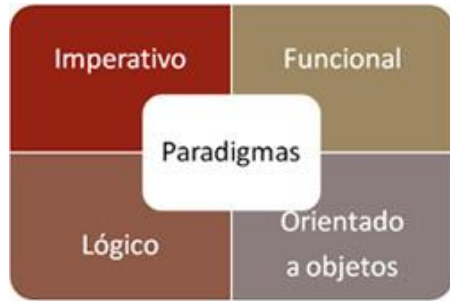 Imperativo
Funcional
Paradigmas
Lógico
Orientado
a objetos